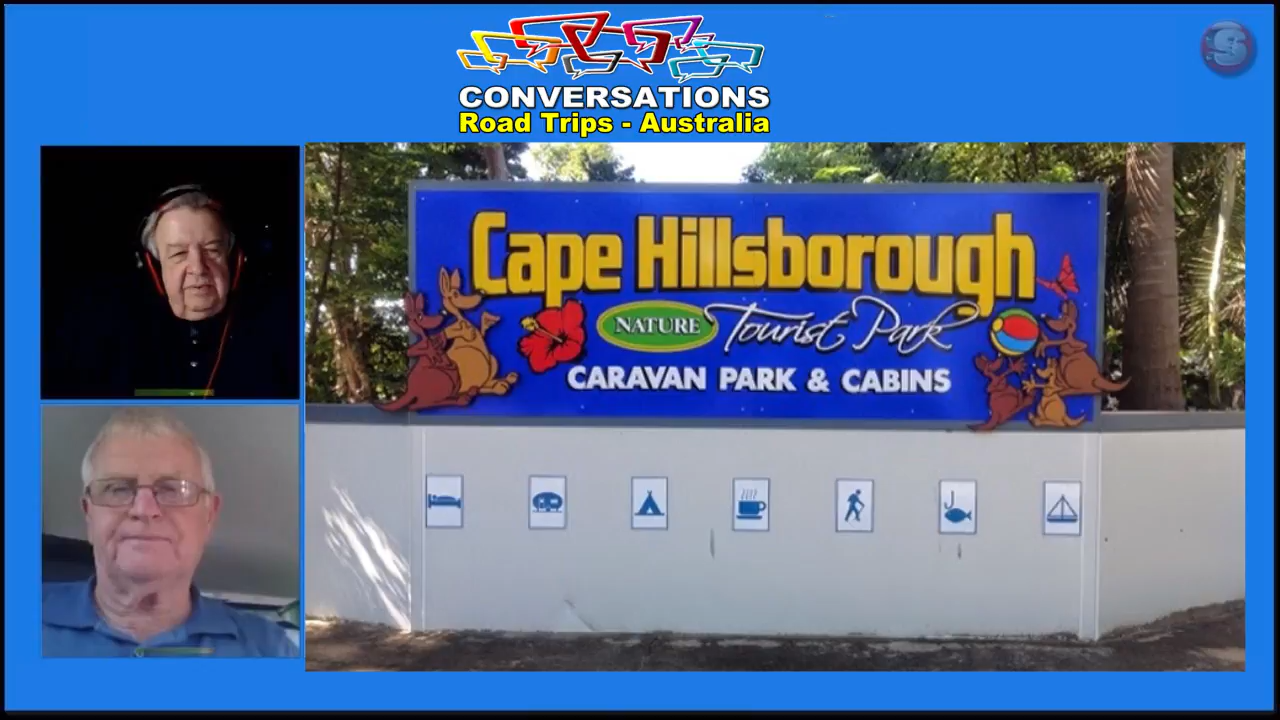 CONVERSATIONS
Road Trips - Australia
S
Cape Hillsborough
NATURE Tourist Park
CARAVAN PARK & CABINS